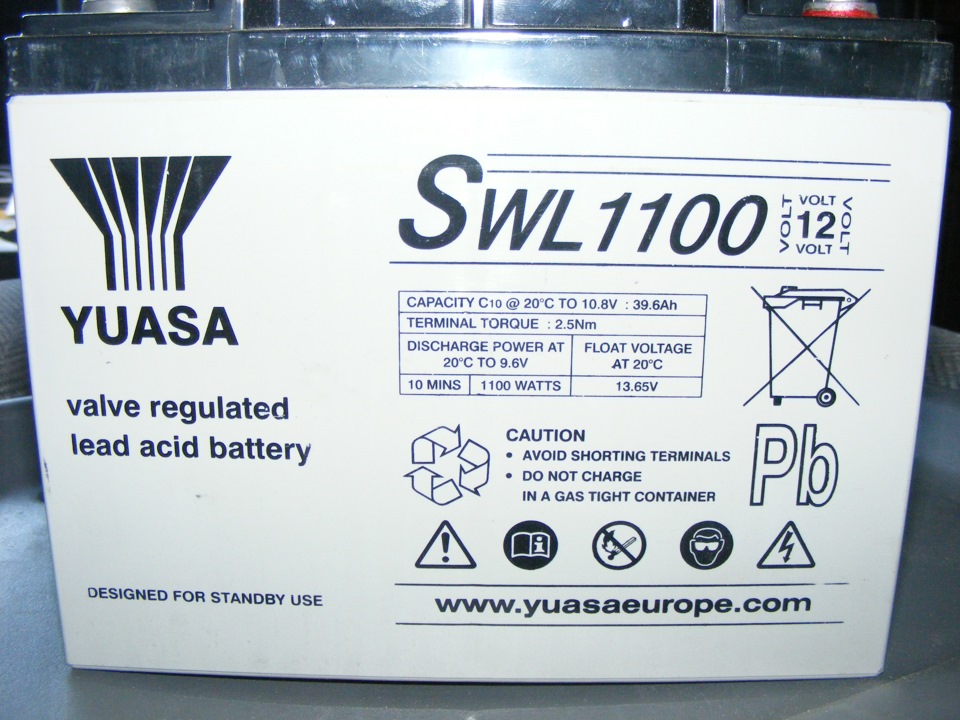 YUASA
valve regulated
lead acid battery
DESIGNED FOR STANDBY USE
SWL1100
VOLT
VOLT 12 VOLT
VOLT
CAPACITY C10 @ 20°C TO 10.8V : 39.6Ah
TERMINAL TORQUE : 2.5Nm
DISCHARGE POWER AT
20°C TO 9.6V
FLOAT VOLTAGE
AT 20°C
10 MINS 1100 WATTS 13.65V
CAUTION
• AVOID SHORTING TERMINALS
• DO NOT CHARGE
IN A GAS TIGHT CONTAINER
Pb
www.yuasaeurope.com